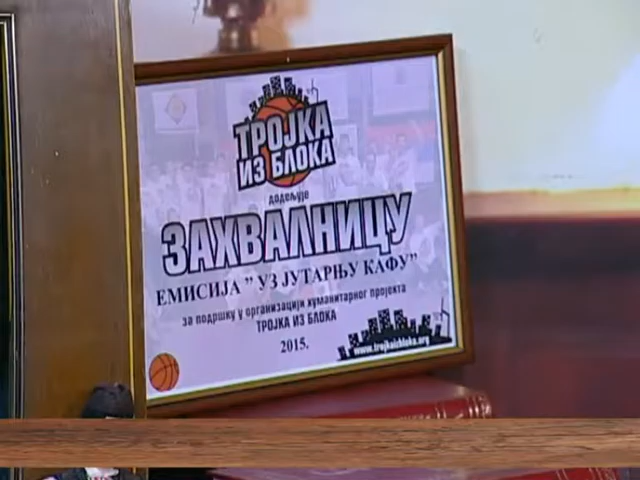 ТРОЈКА
ИЗ БЛОКА
додељује
ЗАХВАЛНИЦУ
ЕМИСИЈА " УЗ ЈУТАРЊУ КАФУ"
за подршку у организацији хуманитарног пројекта
ТРОЈКА ИЗ БЛОКА
2015.
www.trojkaizbloka.org